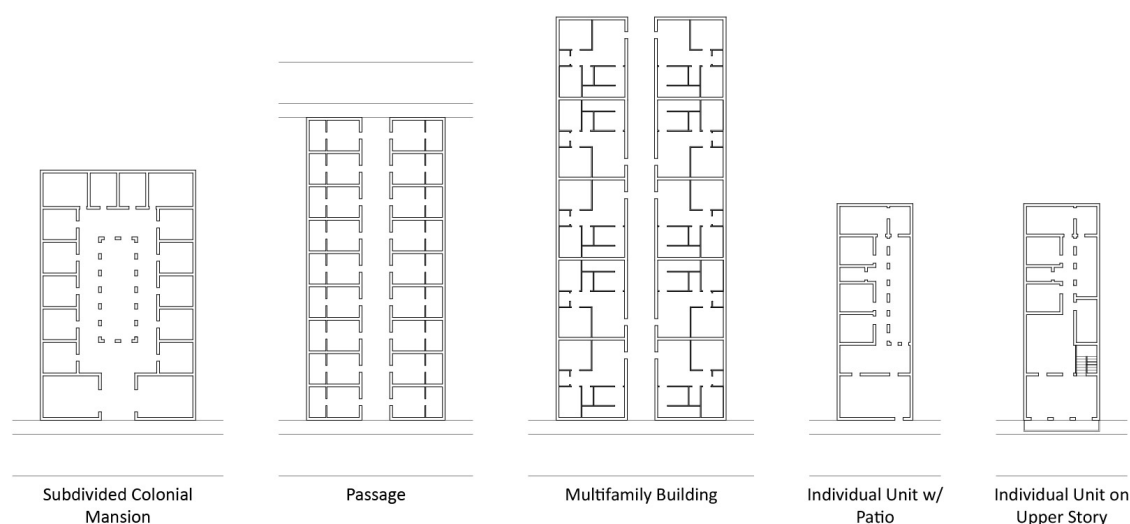 Subdivided Colonial
Mansion
Passage
Multifamily Building
Individual Unit w/
Patio
Individual Unit on
Upper Story